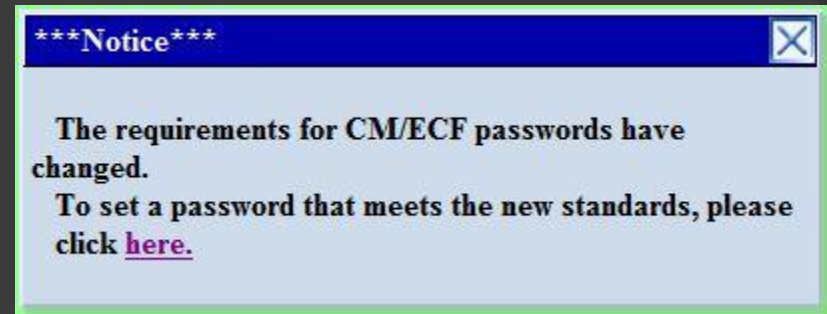 ***Notice***
The requirements for CM/ECF passwords have
changed.
To set a password that meets the new standards, please
click here.